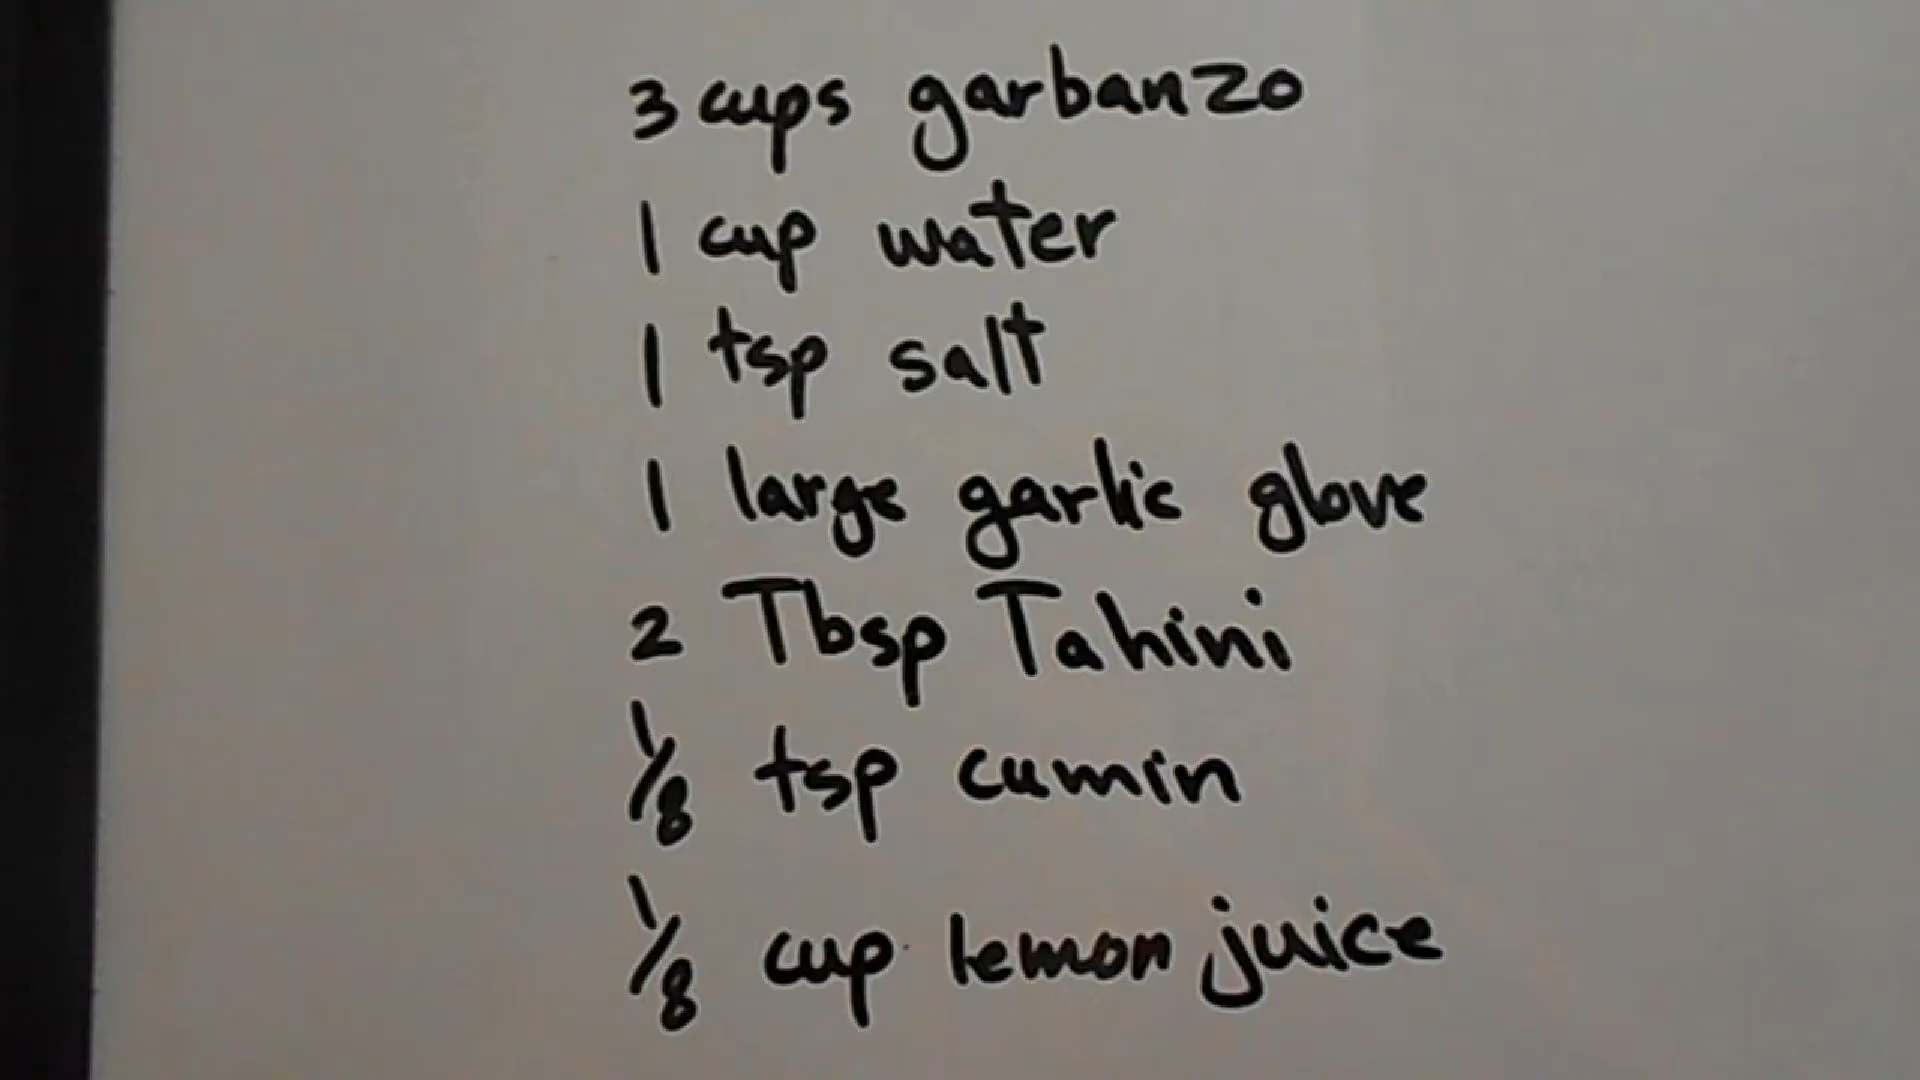 3 cups garbanzo
1 cup water
1 tsp salt
1 large garlic glove
2 Tbsp Tahini
1/8 tsp cumin
1/8 cup lemon juice